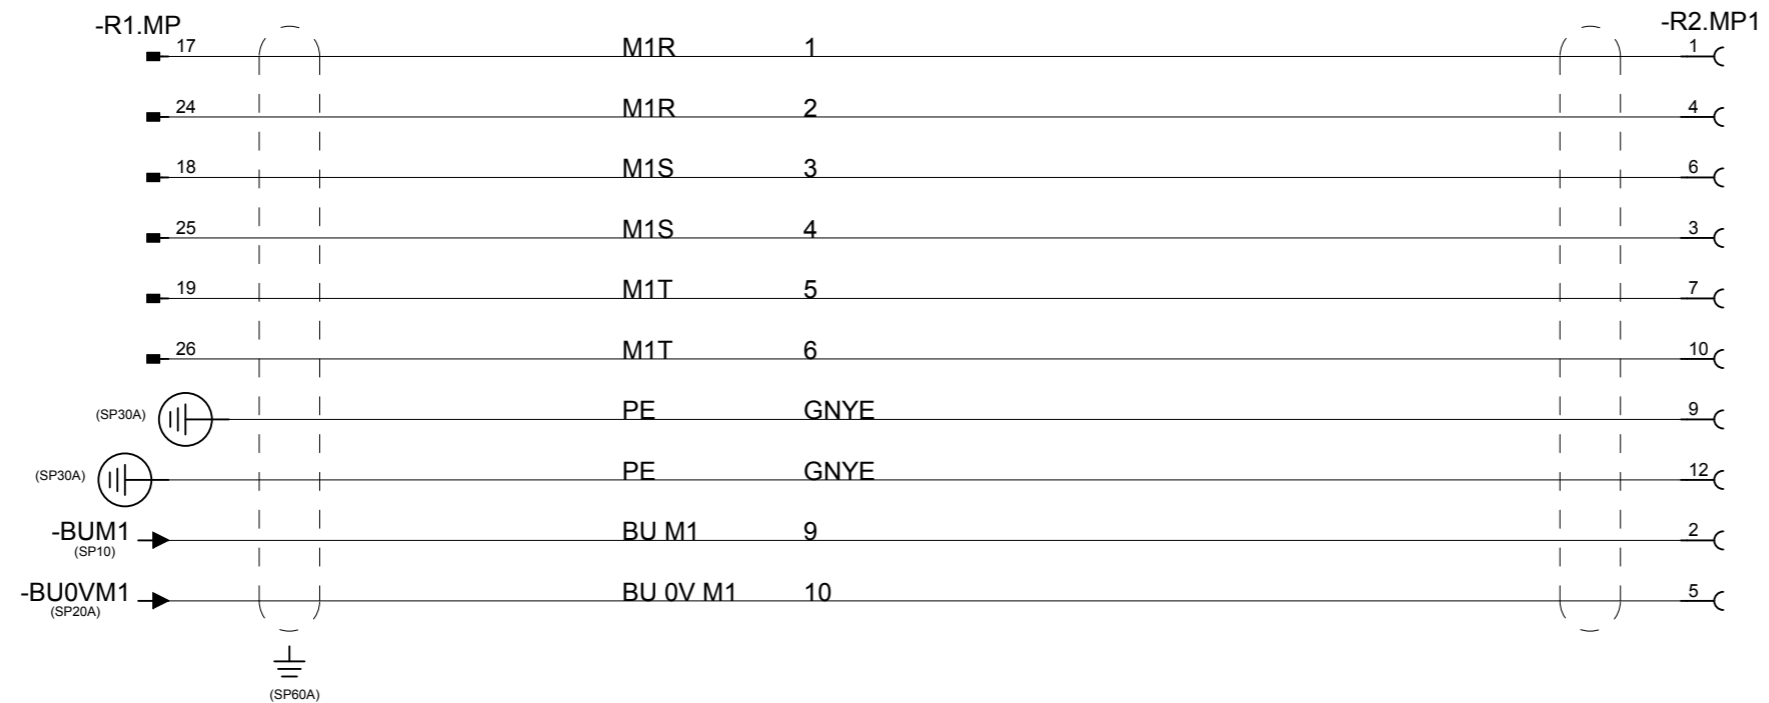 -R1.MP -R2.MP1
17 M1R 1 1
24 M1R 2 4
18 M1S 3 6
25 M1S 4 3
19 M1T 5 7
26 M1T 6 10
(SP30A) PE GNYE 9
(SP30A) PE GNYE 12
-BUM1 BU M1 9 2
(SP10)
-BU0VM1 BU 0V M1 10 5
(SP20A)
(SP60A)